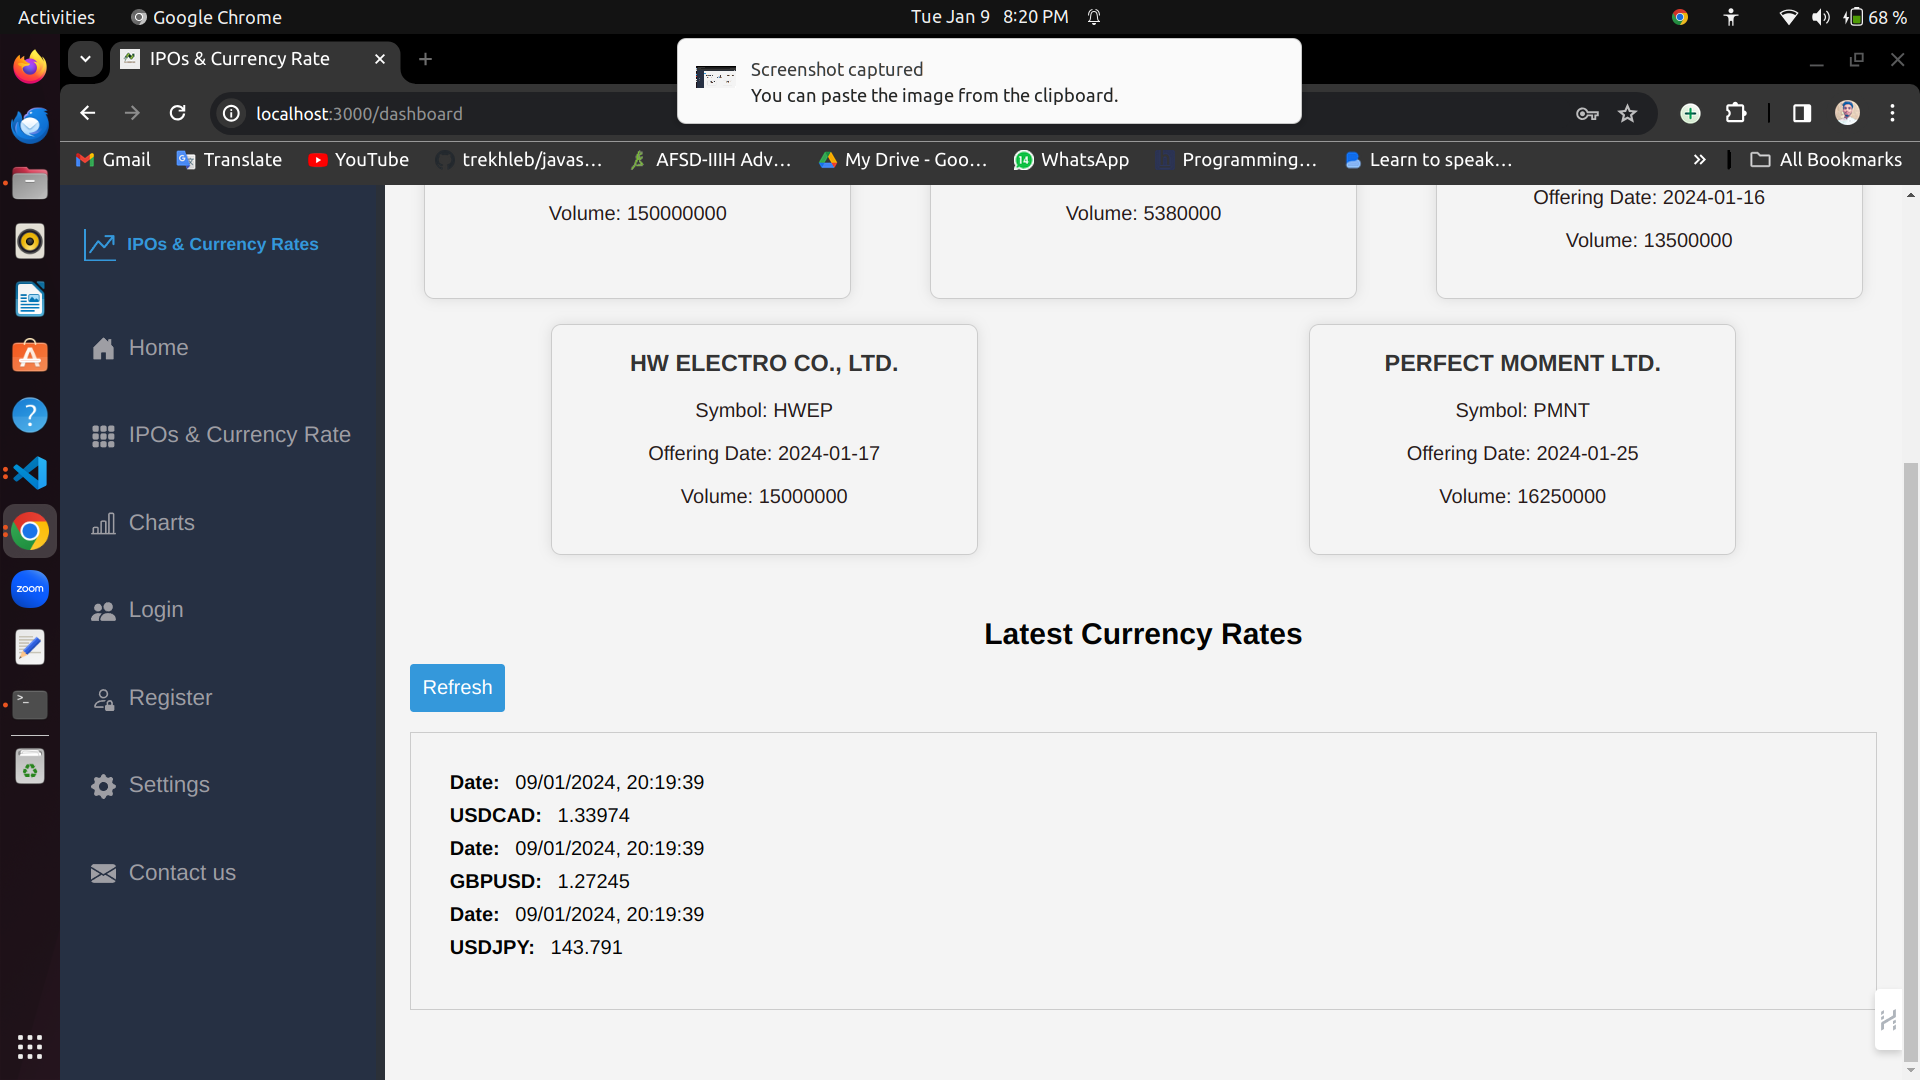 Activities
Google Chrome
Tue Jan 9 8:20 PM
68 %
IPOs & Currency Rate
Screenshot captured
You can paste the image from the clipboard.
localhost:3000/dashboard
Gmail
Translate
YouTube
trekhleb/javas...
AFSD-IIIH Adv...
My Drive - Goo...
14
WhatsApp
Programming...
Learn to speak...
»
All Bookmarks
IPOs & Currency Rates
Home
IPOs & Currency Rate
Charts
Login
Register
Settings
Contact us
zoom
Volume: 150000000
Volume: 5380000
Offering Date: 2024-01-16
Volume: 13500000
HW ELECTRO CO., LTD.
Symbol: HWEP
Offering Date: 2024-01-17
Volume: 15000000
PERFECT MOMENT LTD.
Symbol: PMNT
Offering Date: 2024-01-25
Volume: 16250000
Latest Currency Rates
Refresh
Date: 09/01/2024, 20:19:39
USDCAD: 1.33974
Date: 09/01/2024, 20:19:39
GBPUSD: 1.27245
Date: 09/01/2024, 20:19:39
USDJPY: 143.791